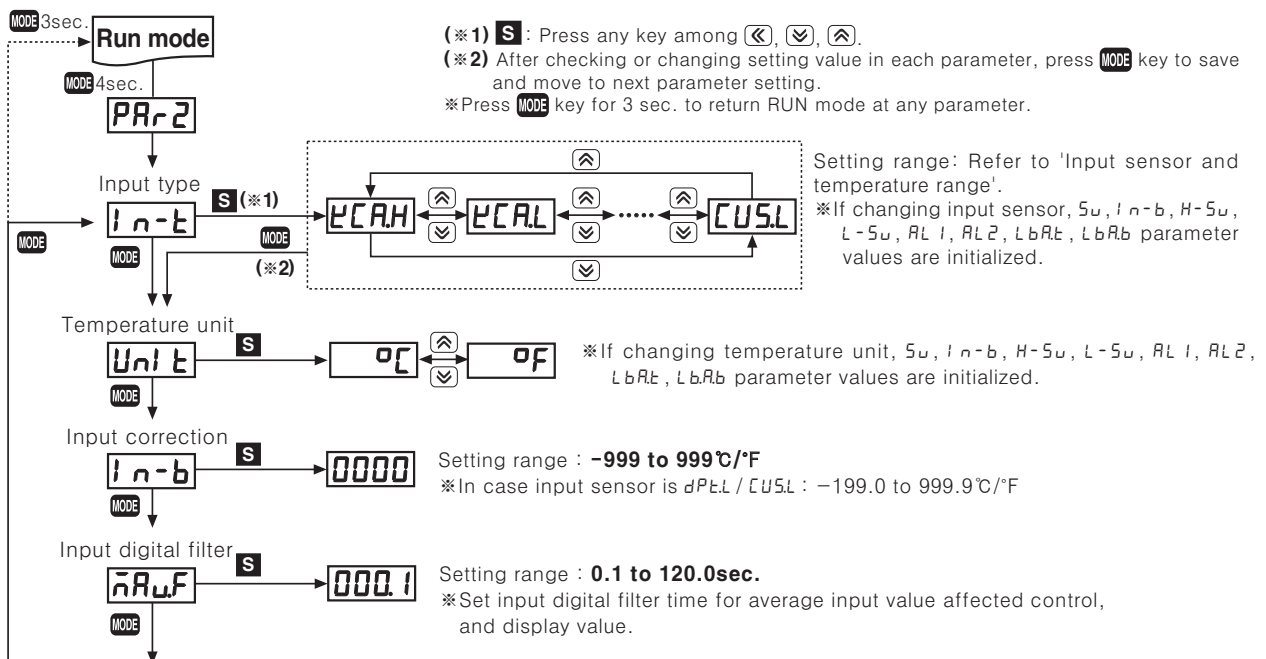 MODE 3sec.
Run mode
MODE 4sec.
PAr2
(※1) S : Press any key among ≪, ︾, ︽.
(※2) After checking or changing setting value in each parameter, press MODE key to save
and move to next parameter setting.
※Press MODE key for 3 sec. to return RUN mode at any parameter.
Input type
In-t
S (※1)
KCA.H
KCA.L
•••••
CUS.L
MODE
MODE
MODE
(※2)
Setting range: Refer to 'Input sensor and
temperature range'.
※If changing input sensor, Su, In-b, H-Su,
L-Su, AL1, AL2, LbA.t, LbA.b parameter
values are initialized.
Temperature unit
UnIt
S
°C
°F
MODE
※If changing temperature unit, Su, In-b, H-Su, L-Su, AL1, AL2,
LbA.t, LbA.b parameter values are initialized.
Input correction
In-b
S
0000
MODE
Setting range : -999 to 999℃/°F
※In case input sensor is dPt.L / CUS.L : -199.0 to 999.9℃/°F
Input digital filter
mAu.F
S
000.1
MODE
Setting range : 0.1 to 120.0sec.
※Set input digital filter time for average input value affected control,
and display value.